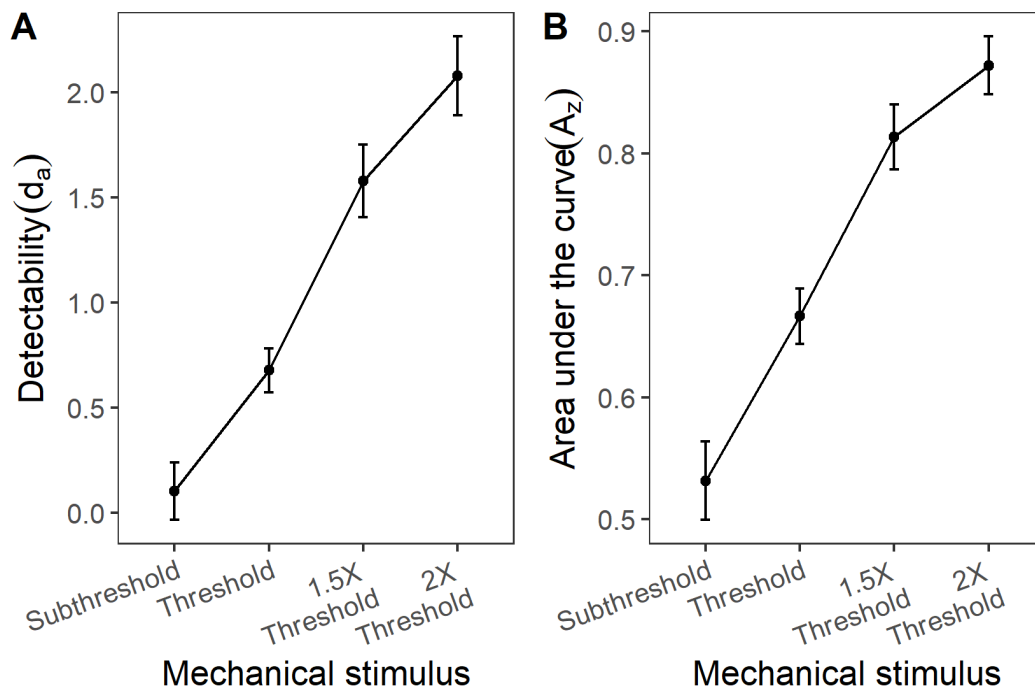 A
Detectability(da)
2.0
1.5
1.0
0.5
0.0
Subthreshold
Threshold
1.5X
Threshold
2X
Threshold
Mechanical stimulus
B
Area under the curve(Az)
0.9
0.8
0.7
0.6
0.5
Subthreshold
Threshold
1.5X
Threshold
2X
Threshold
Mechanical stimulus